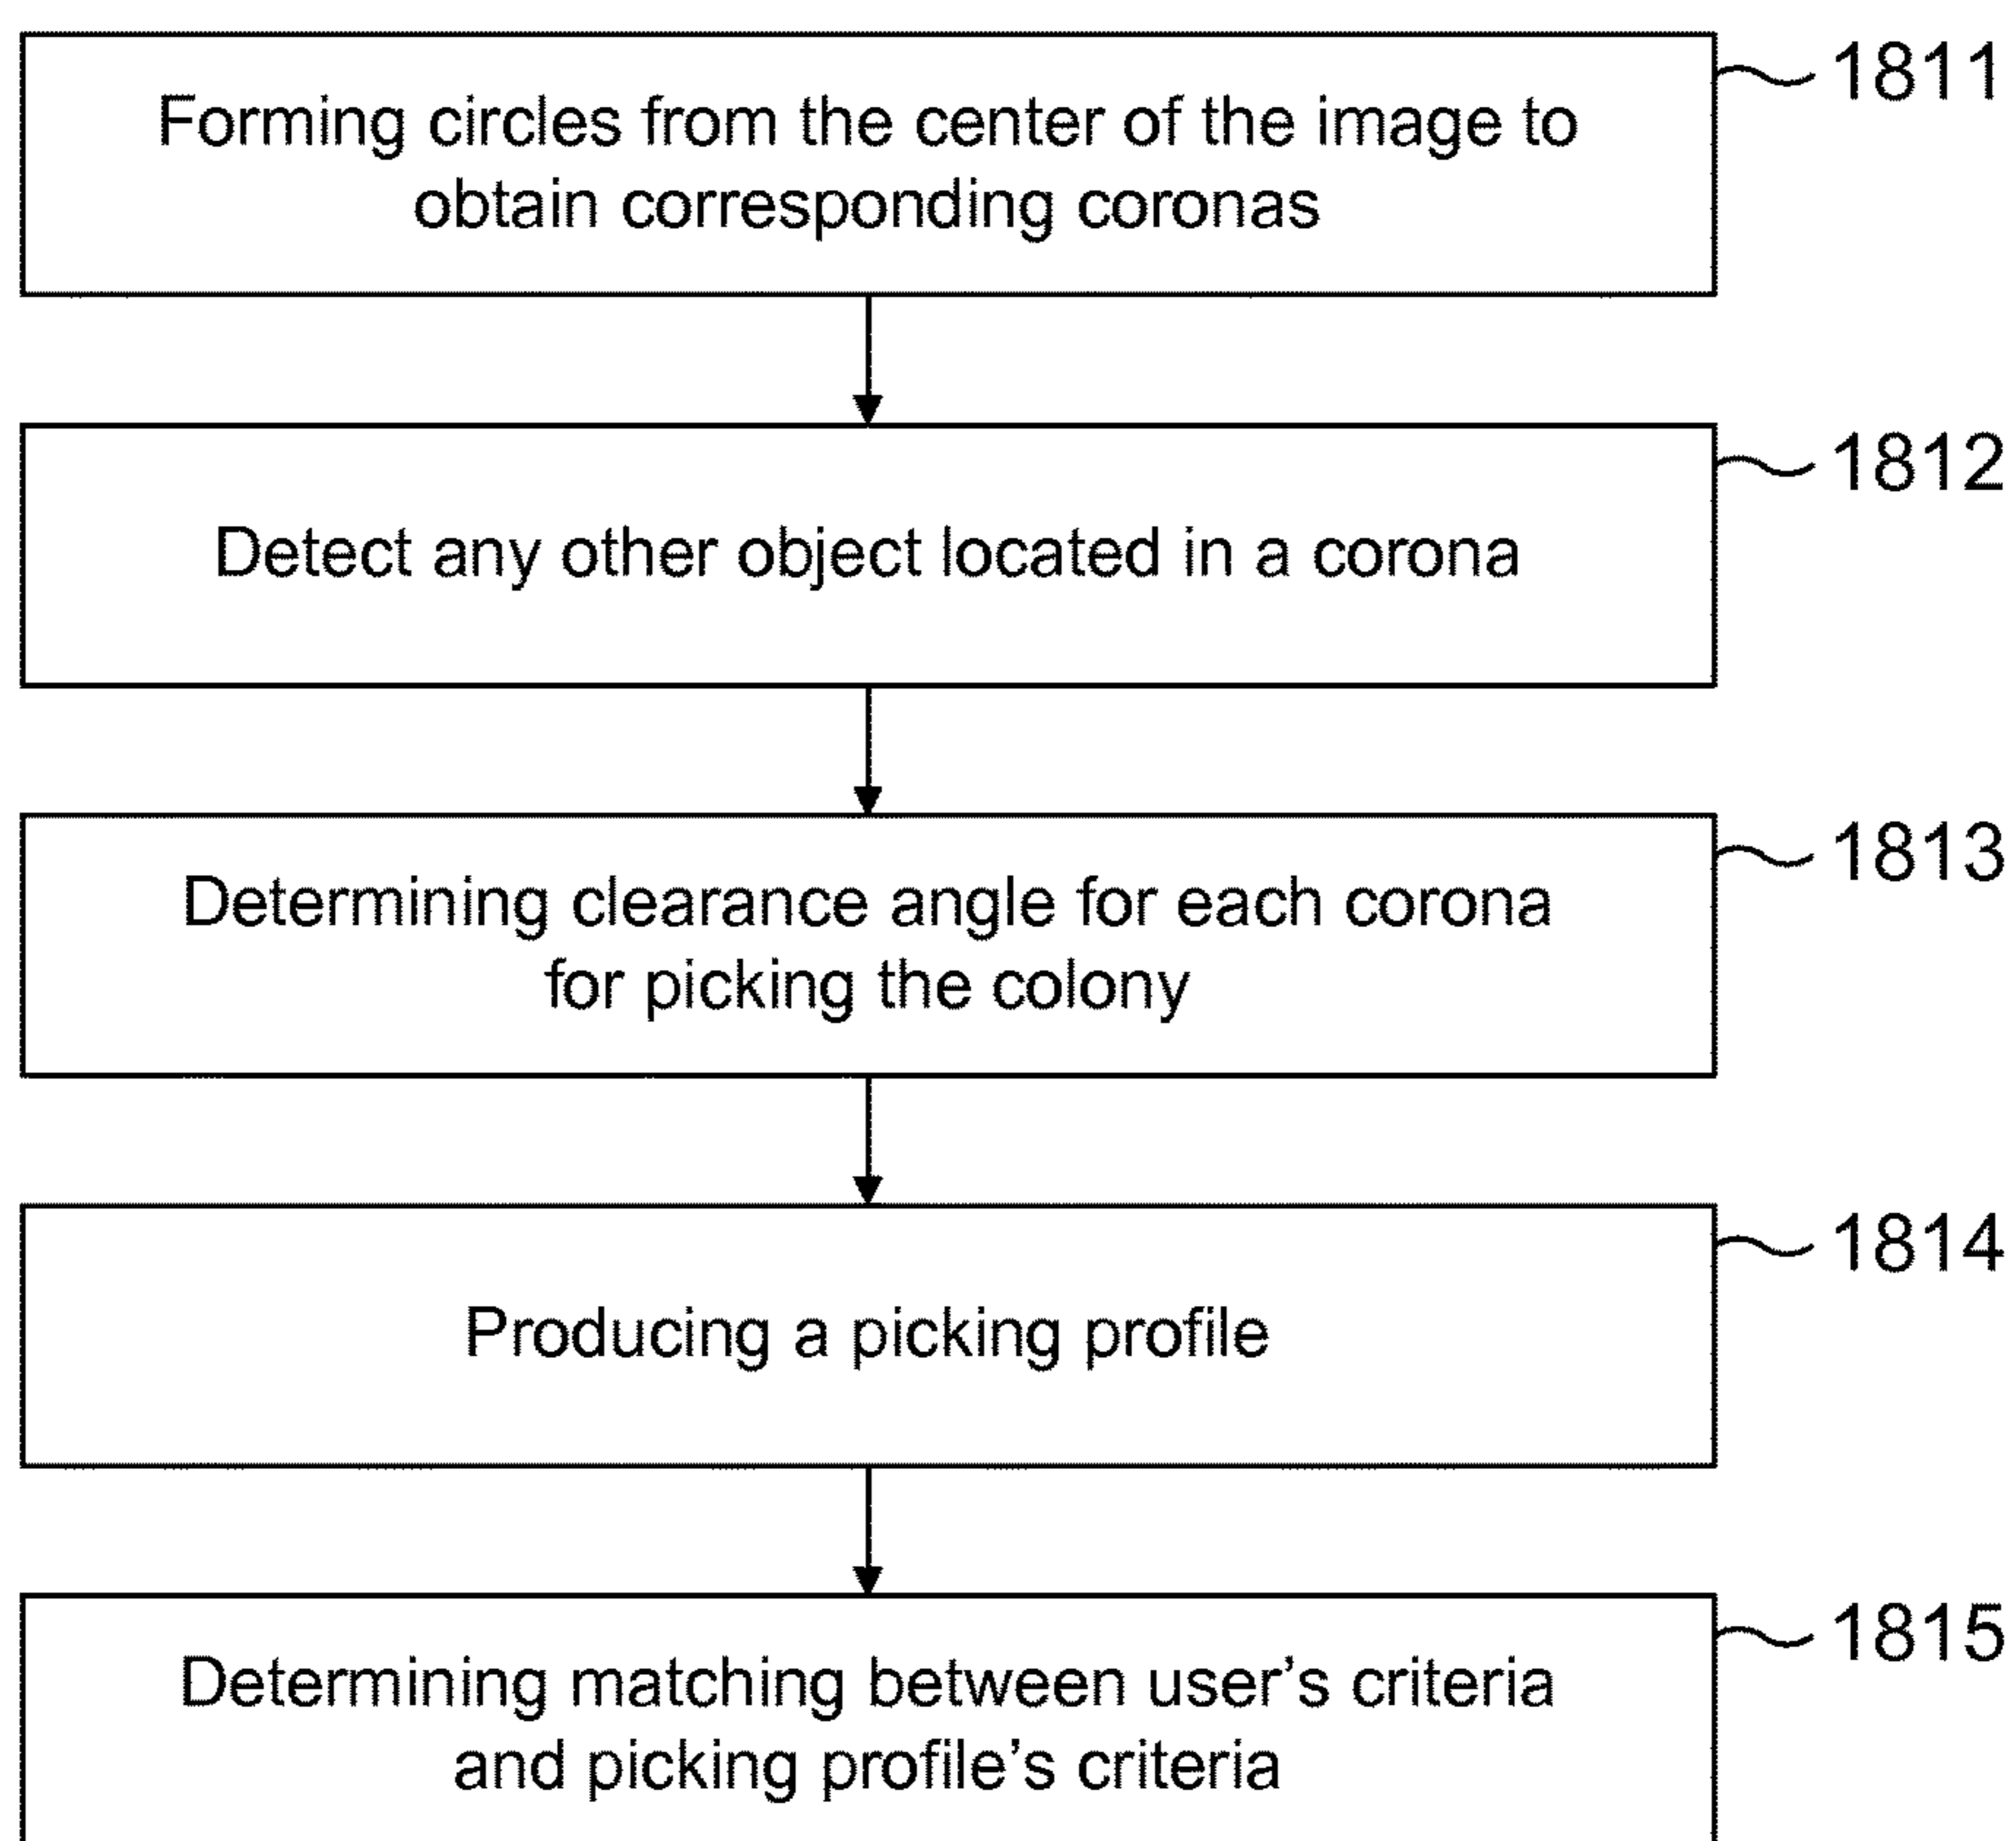 Forming circles from the center of the image to
obtain corresponding coronas
1811
Detect any other object located in a corona
1812
Determining clearance angle for each corona
for picking the colony
1813
Producing a picking profile
1814
Determining matching between user’s criteria
and picking profile’s criteria
1815